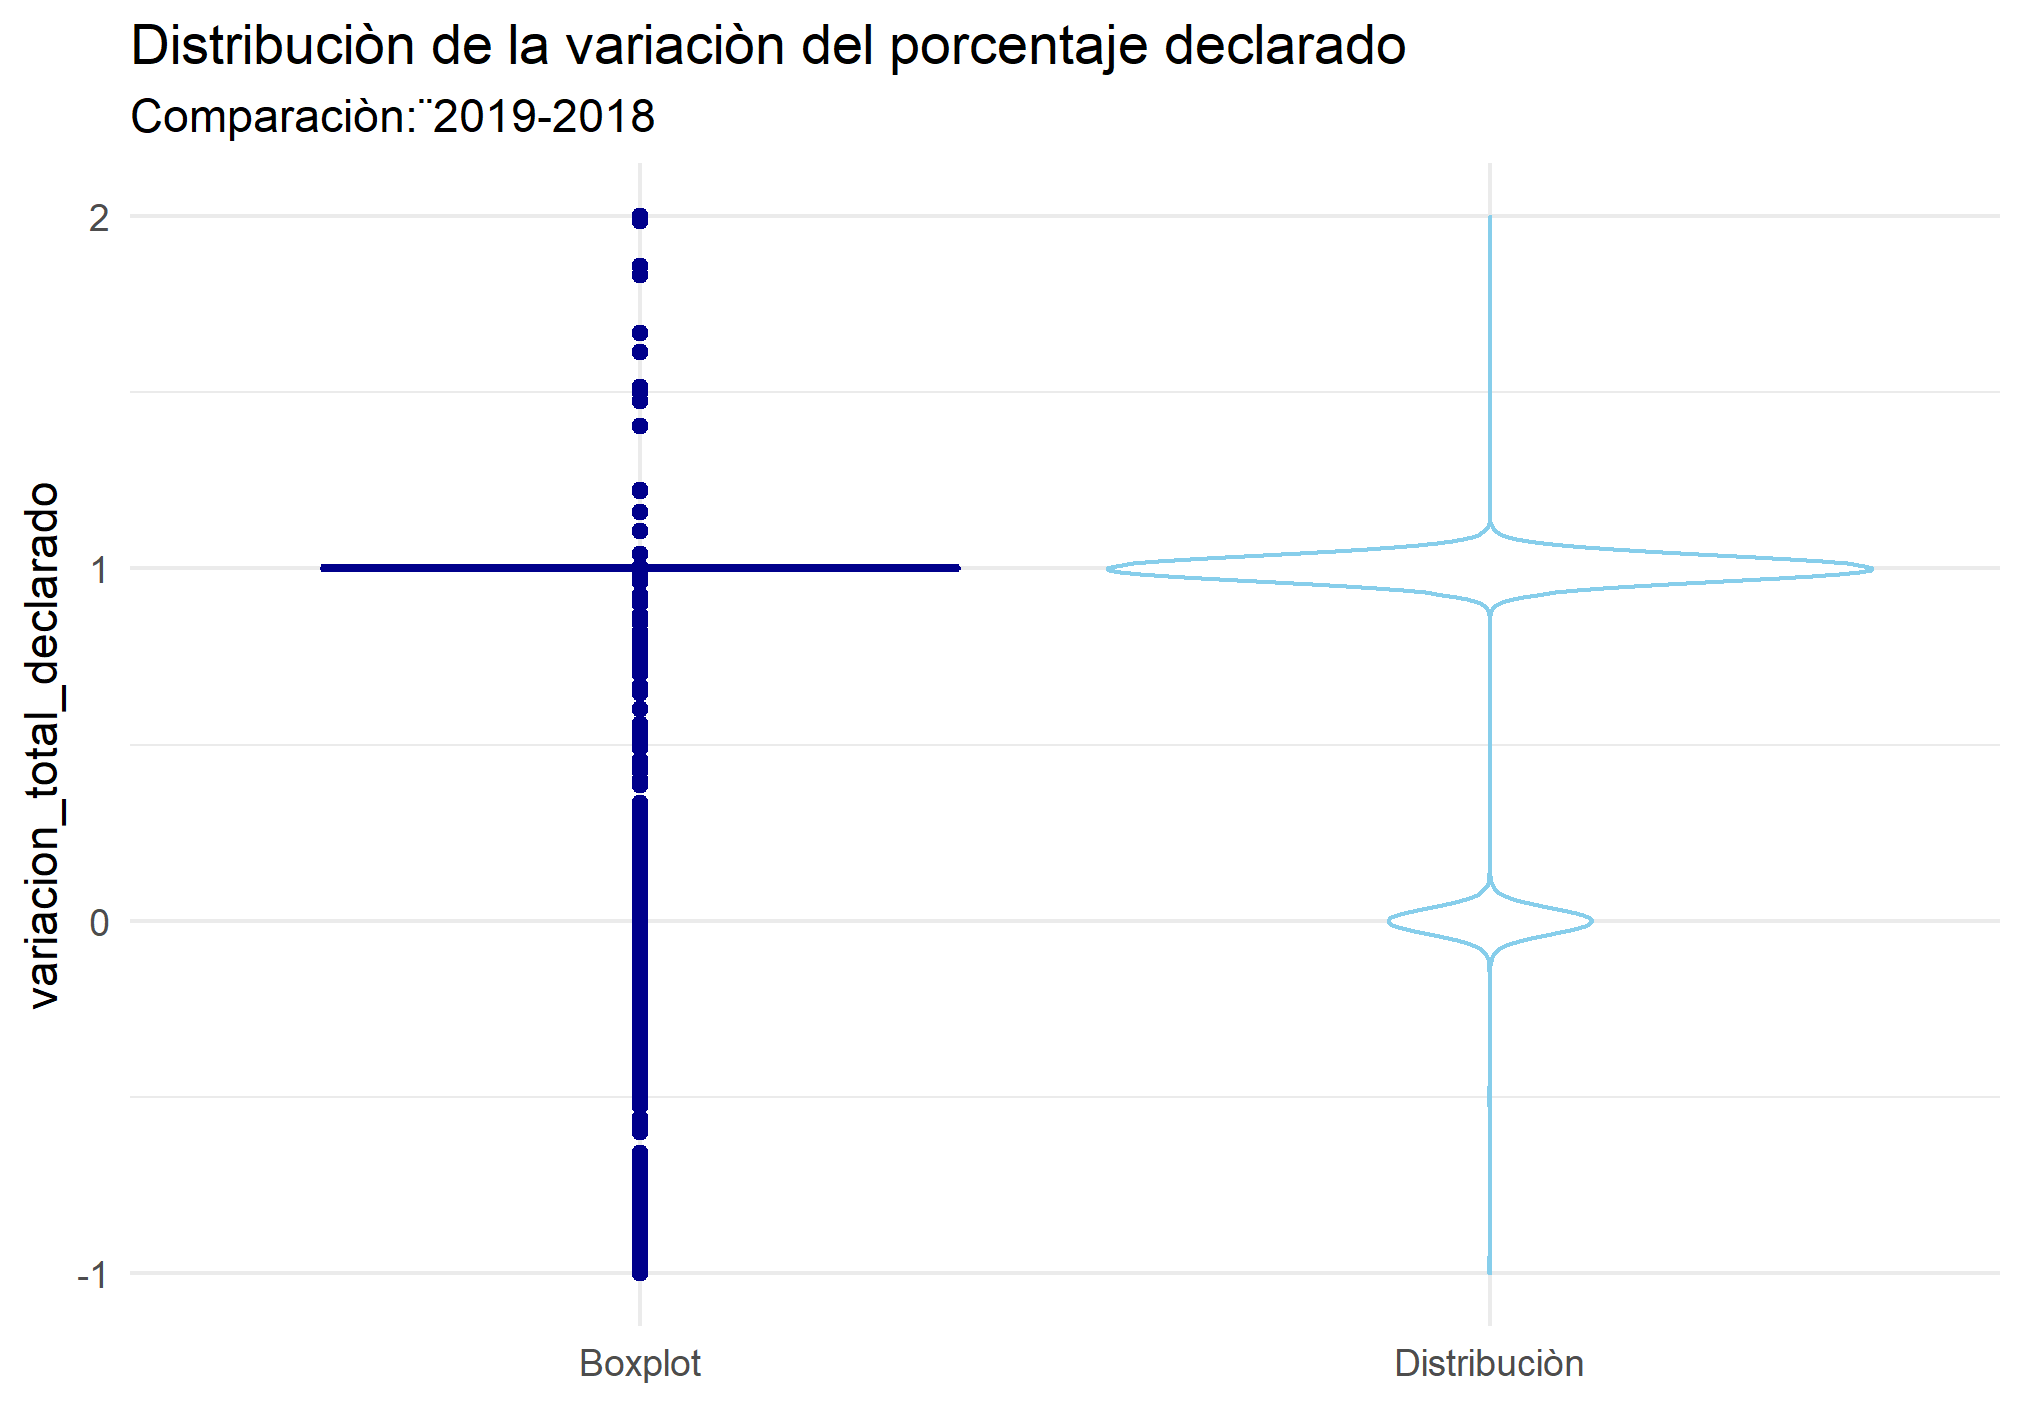 Distribuciòn de la variaciòn del porcentaje declarado
Comparaciòn:¨2019-2018
variacion_total_declarado
2
1
0
-1
Boxplot
Distribuciòn